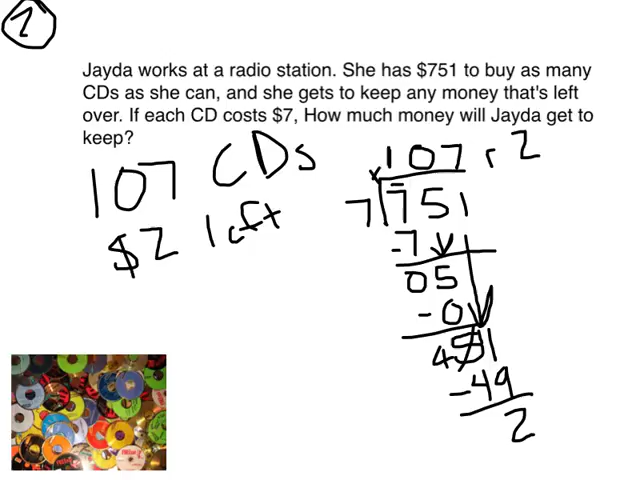 1
Jayda works at a radio station. She has $751 to buy as many
CDs as she can, and she gets to keep any money that's left
over. If each CD costs $7, How much money will Jayda get to
keep?
107 CDs
$2 left
107 r 2
7 751
-7
05
-0
4 51
-49
2